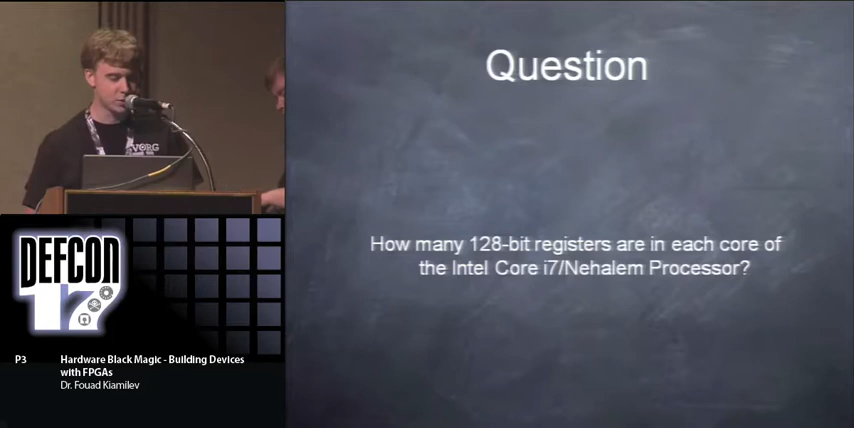 Question
How many 128-bit registers are in each core of
the Intel Core i7/Nehalem Processor?
VORG
DEFCON
17
P3 Hardware Black Magic - Building Devices
with FPGAs
Dr. Fouad Kiamilev